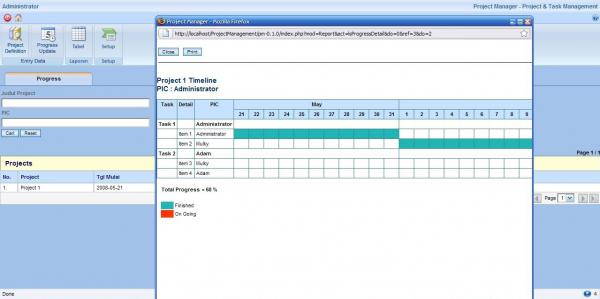 Administrator
Project Manager - Project & Task Management
Project Manager - Mozilla Firefox
http://localhost/ProjectManagement/pm-0.1.0/index.php?mod=Report&act=isProgressDetail&do=0&ref=3&do=2
Project Definition
Progress Update
Tabel
Setup
Entry Data
Laporan
Setup
Close
Print
Progress
Project 1 Timeline
PIC : Administrator
Judul Project
PIC
Cari
Reset
Task Detail PIC May
21 22 23 24 25 26 27 28 29 30 31 1 2 3 4 5 6 7 8 9
Task 1 Administrator
Item 1 Administrator
Item 2 Mulky
Task 2 Adam
Item 3 Mulky
Item 4 Adam
Page 1 / 1
Projects
No. Project Tgl Mulai
1. Project 1 2008-05-21
Total Progress = 60 %
Page 1
Finished
On Going
Done
4